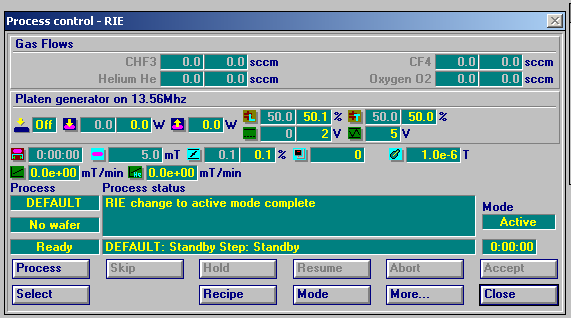 Process control - RIE
Gas Flows
CHF3 0.0 0.0 sccm CF4 0.0 0.0 sccm
Helium He 0.0 0.0 sccm Oxygen O2 0.0 0.0 sccm
Platen generator on 13.56Mhz
Off 0.0 0.0 W 0.0 W 50.0 50.1 % 50.0 50.0 %
0 2 V 5 V
0:00:00 5.0 mT 0.1 0.1 % 0 1.0e-6 T
0.0e+00 mT/min 0.0e+00 mT/min
Process Process status
DEFAULT RIE change to active mode complete
Mode
No wafer Active
Ready DEFAULT: Standby Step: Standby 0:00:00
Process Skip Hold Resume Abort Accept
Select Recipe Mode More... Close